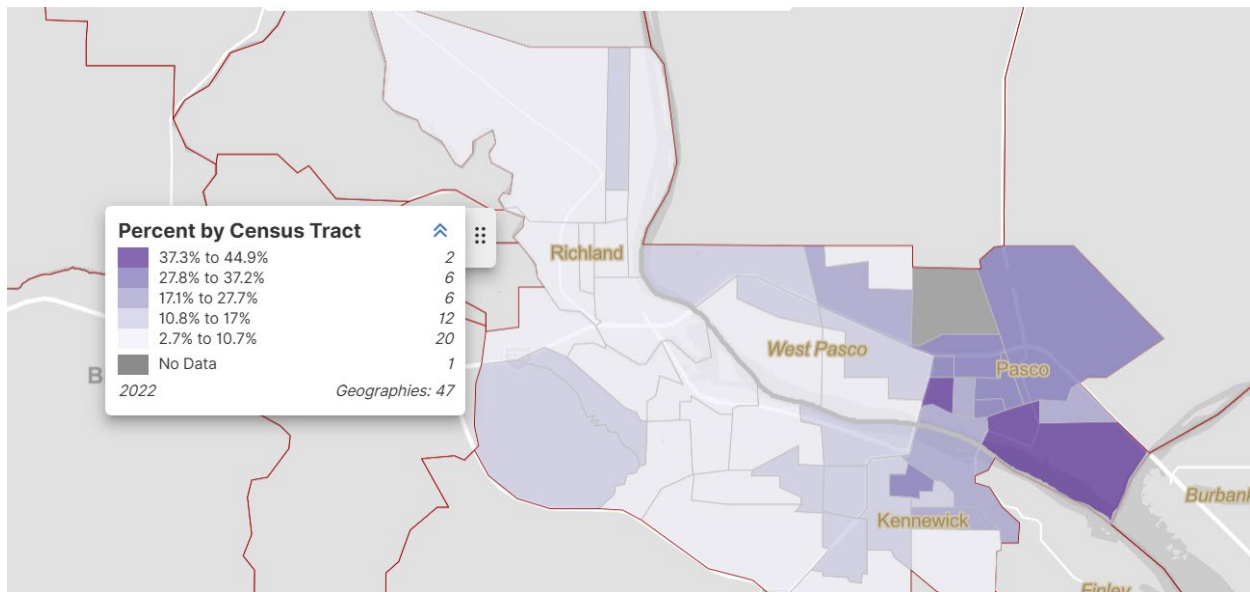 Percent by Census Tract
37.3% to 44.9% 2
27.8% to 37.2% 6
17.1% to 27.7% 6
10.8% to 17% 12
2.7% to 10.7% 20
No Data 1
2022 Geographies: 47
Richland
West Pasco
Pasco
B
Kennewick
Burbank
Finley